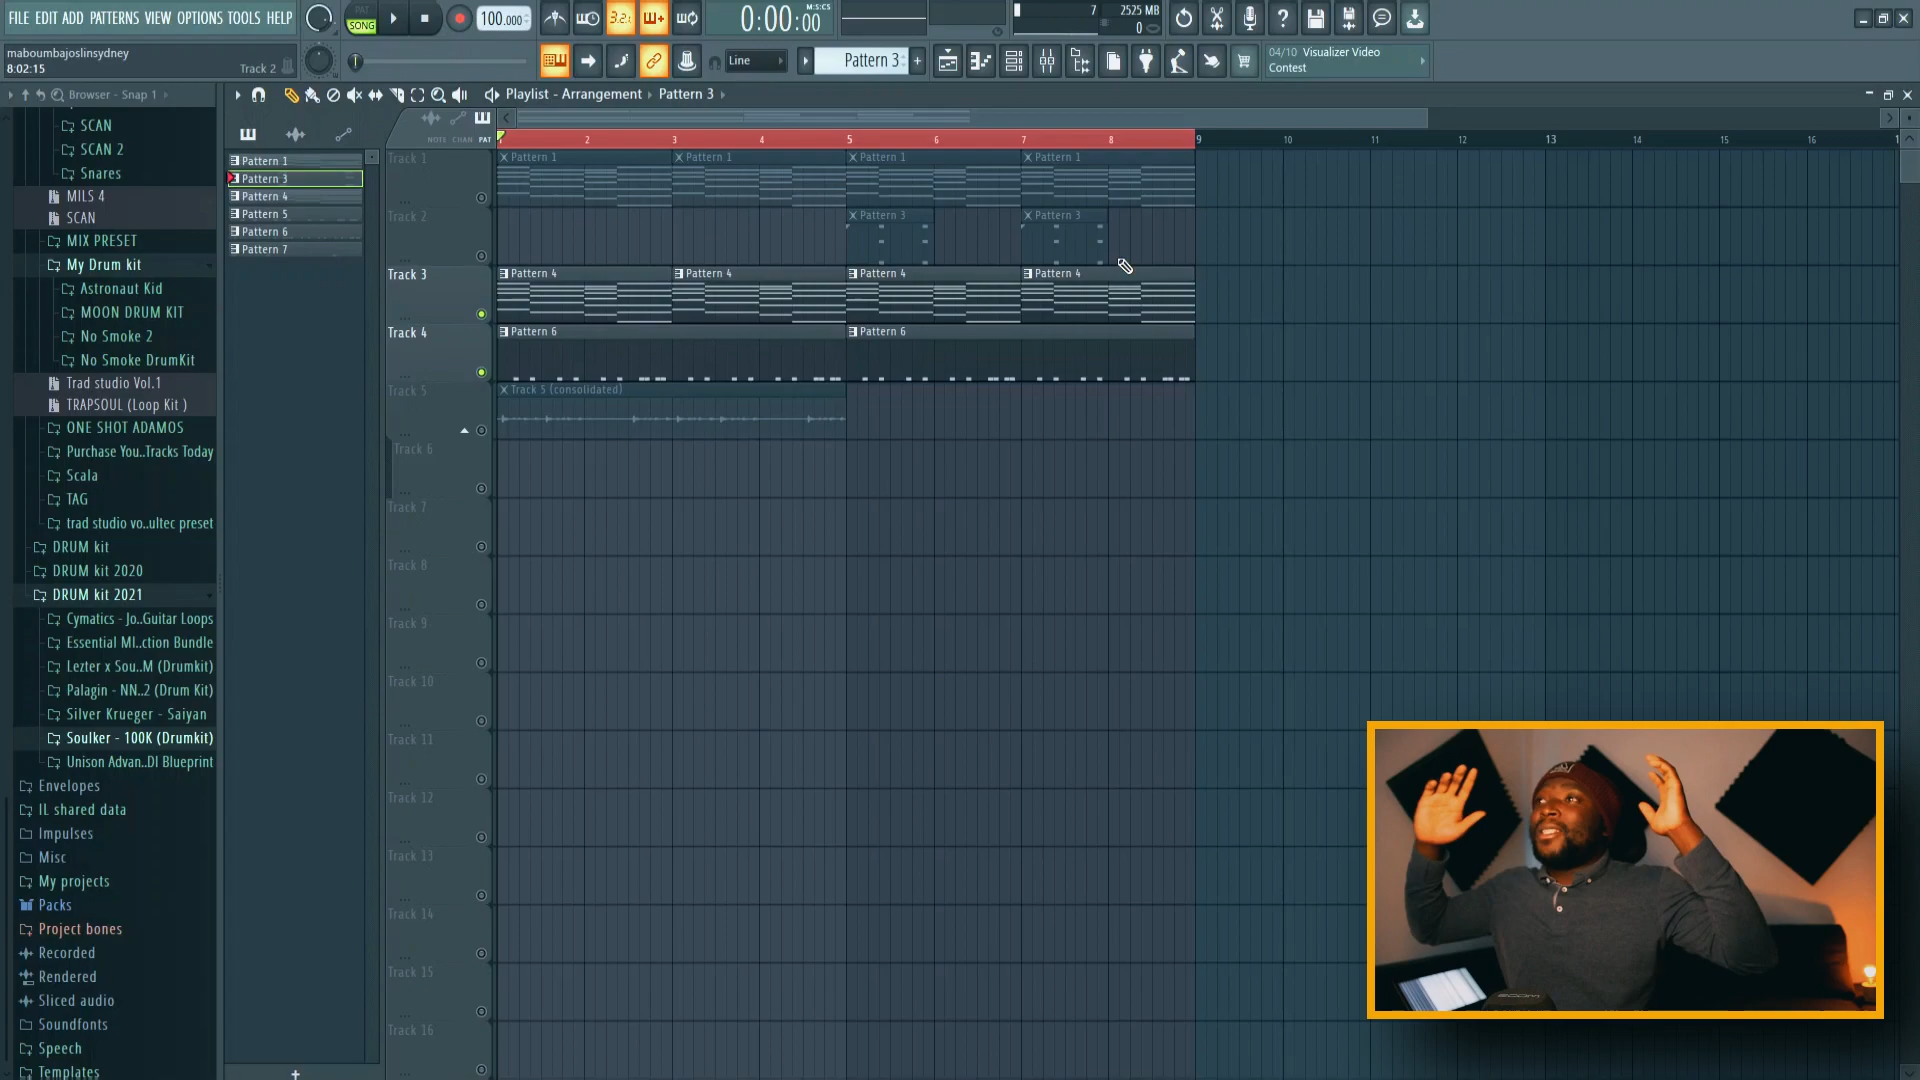 FILE EDIT ADD PATTERNS VIEW OPTIONS TOOLS HELP
PAT
SONG
100.000
3.2.
0:00:00
M:S:CS
7
2525 MB
0
maboumbajoslinsydney
8:02:15
Track 2
Line
Pattern 3
04/10 Visualizer Video
Contest
Browser - Snap 1
Playlist - Arrangement
Pattern 3
NOTE CHAN PAT
2
3
4
5
6
7
8
9
10
11
12
13
14
15
16
SCAN
SCAN 2
Snares
MILS 4
SCAN
MIX PRESET
My Drum kit
Astronaut Kid
MOON DRUM KIT
No Smoke 2
No Smoke DrumKit
Trad studio Vol.1
TRAPSOUL (Loop Kit )
ONE SHOT ADAMOS
Purchase You..Tracks Today
Scala
TAG
trad studio vo..ultec preset
DRUM kit
DRUM kit 2020
DRUM kit 2021
Cymatics - Jo..Guitar Loops
Essential MI..ction Bundle
Lezter x Sou..M (Drumkit)
Palagin - NN..2 (Drum Kit)
Silver Krueger - Saiyan
Soulker - 100K (Drumkit)
Unison Advan..DI Blueprint
Envelopes
IL shared data
Impulses
Misc
My projects
Packs
Project bones
Recorded
Rendered
Sliced audio
Soundfonts
Speech
Templates
Pattern 1
Pattern 3
Pattern 4
Pattern 5
Pattern 6
Pattern 7
Track 1
Pattern 1
Pattern 1
Pattern 1
Pattern 1
Track 2
Pattern 3
Pattern 3
Track 3
Pattern 4
Pattern 4
Pattern 4
Pattern 4
Track 4
Pattern 6
Pattern 6
Track 5
Track 5 (consolidated)
Track 6
Track 7
Track 8
Track 9
Track 10
Track 11
Track 12
Track 13
Track 14
Track 15
Track 16